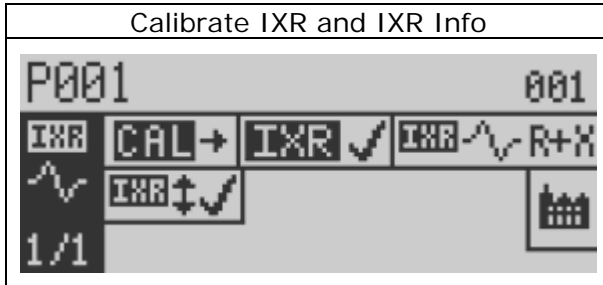 Calibrate IXR and IXR Info
P001 001
IXR CAL IXR IXR R+X
IXR
1/1